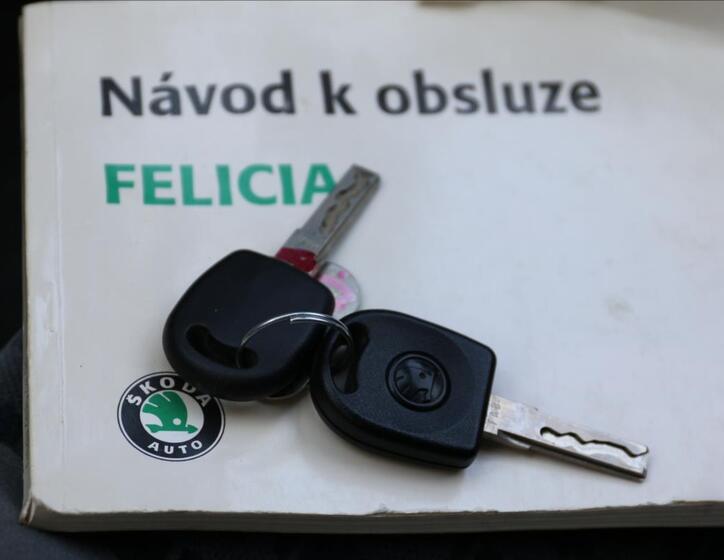 Návod k obsluze
FELICIA
ŠKODA
AUTO